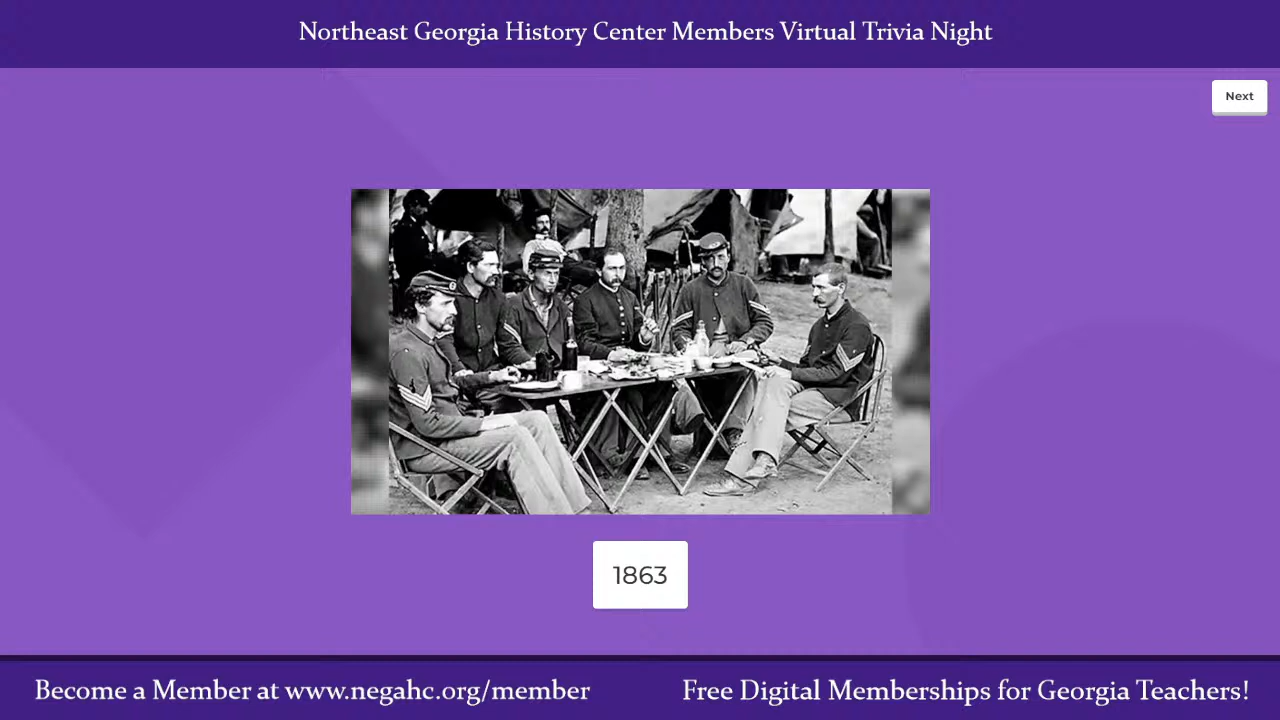 Northeast Georgia History Center Members Virtual Trivia Night
Next
1863
Become a Member at www.negahc.org/member
Free Digital Memberships for Georgia Teachers!